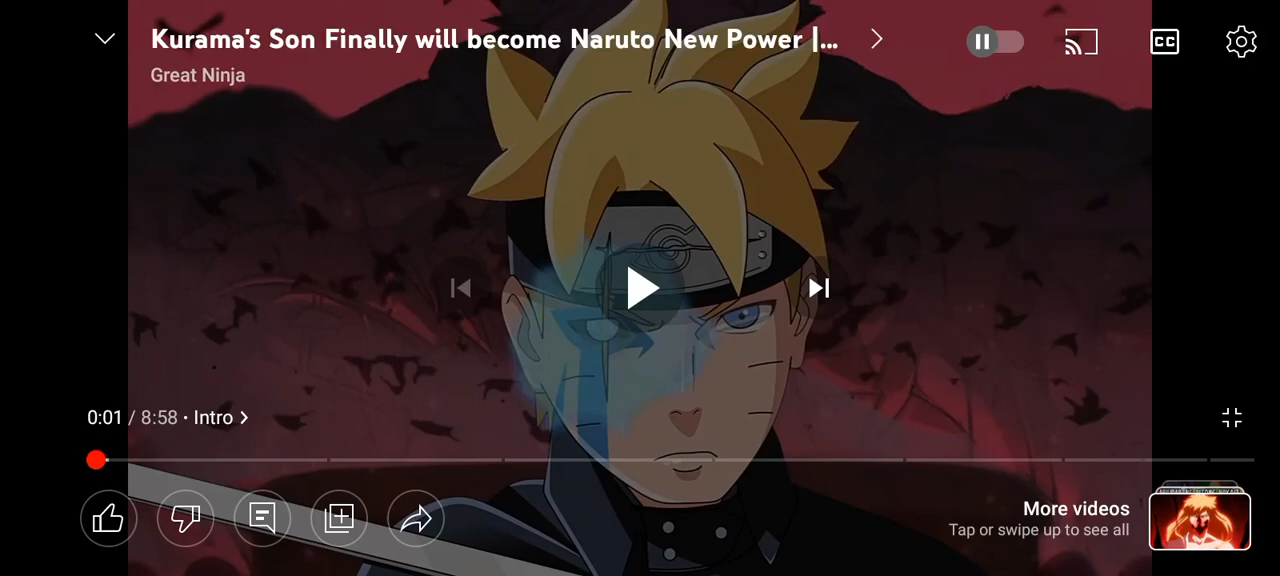 Kurama's Son Finally will become Naruto New Power |...
Great Ninja
CC
0:01 / 8:58 · Intro
More videos
Tap or swipe up to see all